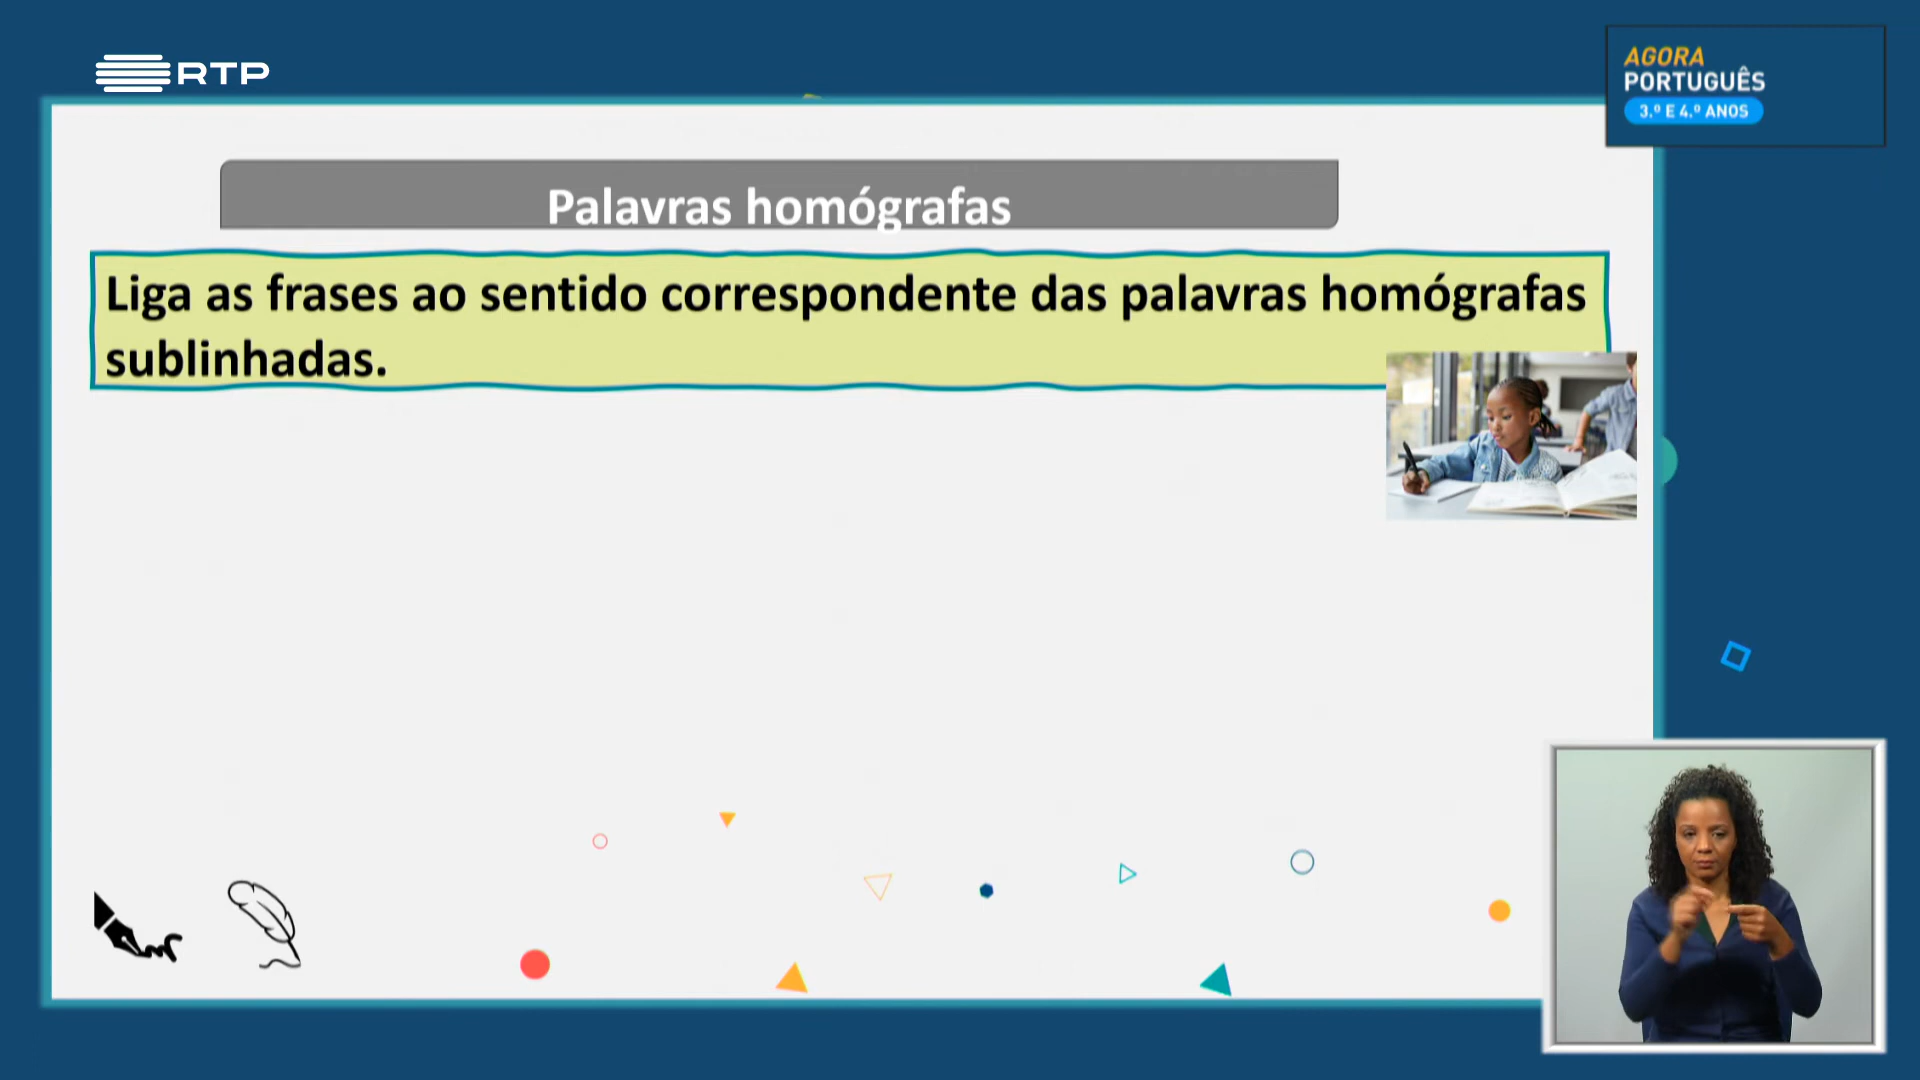 RTP
AGORA
PORTUGUÊS
3.º E 4.º ANOS
Palavras homógrafas
Liga as frases ao sentido correspondente das palavras homógrafas
sublinhadas.